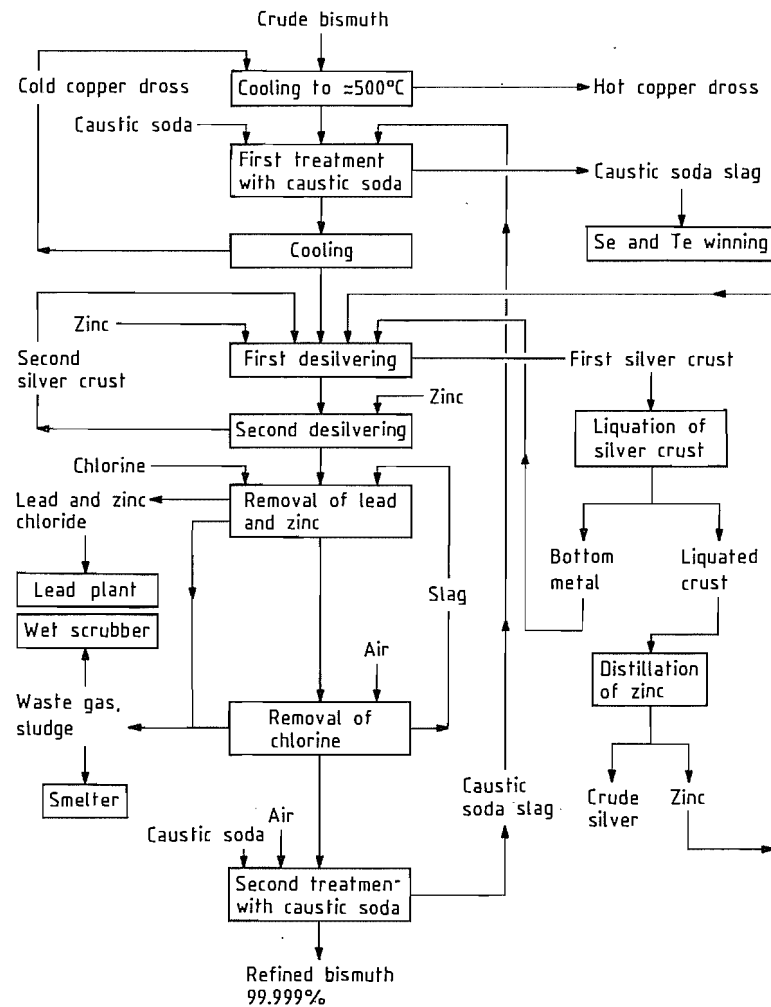 Crude bismuth
Cold copper dross
Cooling to ≈500°C
Hot copper dross
Caustic soda
First treatment
with caustic soda
Caustic soda slag
Cooling
Se and Te winning
Zinc
Second
silver crust
First desilvering
First silver crust
Zinc
Second desilvering
Liquation of
silver crust
Chlorine
Lead and zinc
chloride
Removal of lead
and zinc
Bottom
metal
Liquated
crust
Lead plant
Slag
Wet scrubber
Air
Distillation
of zinc
Waste gas,
sludge
Removal of
chlorine
Smelter
Caustic
soda slag
Crude
silver
Zinc
Air
Caustic soda
Second treatment
with caustic soda
Refined bismuth
99.999%